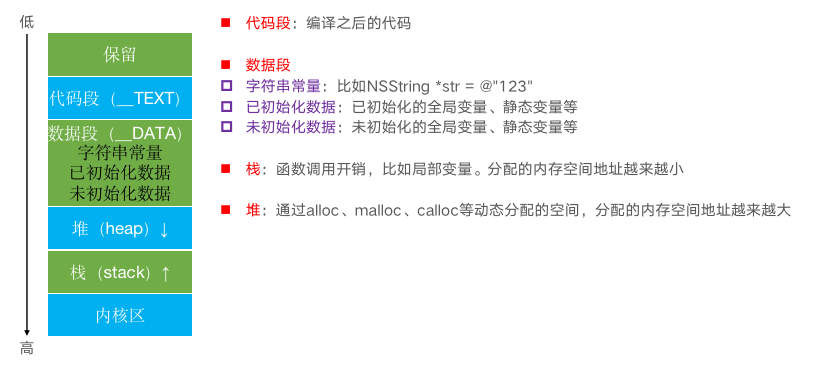 低
保留
代码段（__TEXT）
数据段（__DATA）
字符串常量
已初始化数据
未初始化数据
堆（heap）↓
栈（stack）↑
内核区
高
代码段：编译之后的代码
数据段
字符串常量：比如NSString *str = @"123"
已初始化数据：已初始化的全局变量、静态变量等
未初始化数据：未初始化的全局变量、静态变量等
栈：函数调用开销，比如局部变量。分配的内存空间地址越来越小
堆：通过alloc、malloc、calloc等动态分配的空间，分配的内存空间地址越来越大